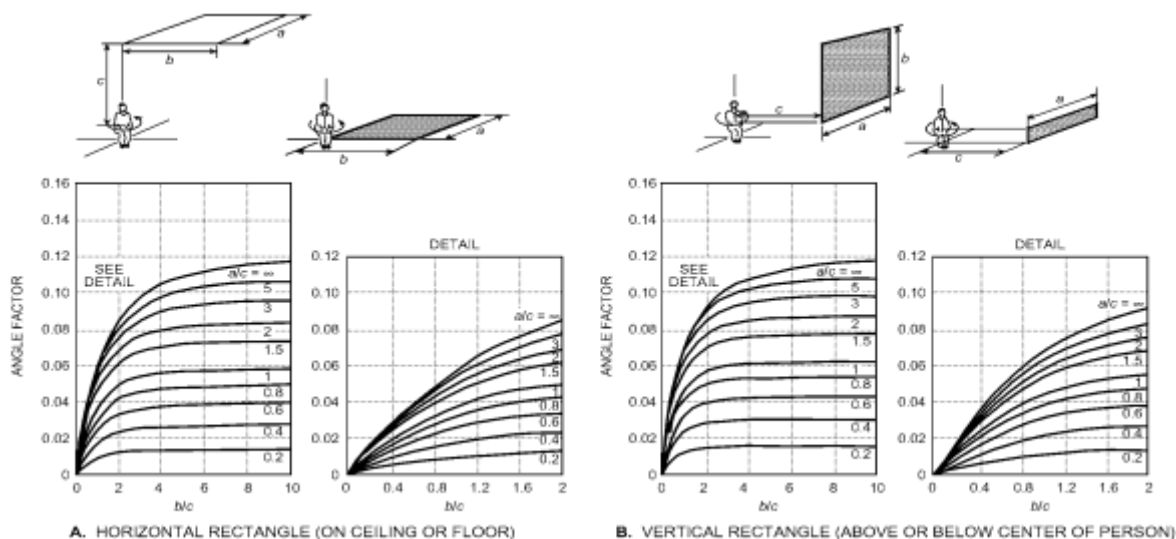 a
b
c
b
a
c
b
a
a
c
0.16
0.14
0.12
0.10
0.08
0.06
0.04
0.02
0
ANGLE FACTOR
SEE
DETAIL
a/c = ∞
5
3
2
1.5
1
0.8
0.6
0.4
0.2
0 2 4 6 8 10
b/c
DETAIL
0.12
0.10
0.08
0.06
0.04
0.02
0
a/c = ∞
3
2
1.5
1
0.8
0.6
0.4
0.2
0 0.4 0.8 1.2 1.6 2
b/c
A. HORIZONTAL RECTANGLE (ON CEILING OR FLOOR)
0.16
0.14
0.12
0.10
0.08
0.06
0.04
0.02
0
ANGLE FACTOR
SEE
DETAIL
a/c = ∞
5
3
2
1.5
1
0.8
0.6
0.4
0.2
0 2 4 6 8 10
b/c
DETAIL
0.12
0.10
0.08
0.06
0.04
0.02
0
a/c = ∞
3
2
1.5
1
0.8
0.6
0.4
0.2
0 0.4 0.8 1.2 1.6 2
b/c
B. VERTICAL RECTANGLE (ABOVE OR BELOW CENTER OF PERSON)